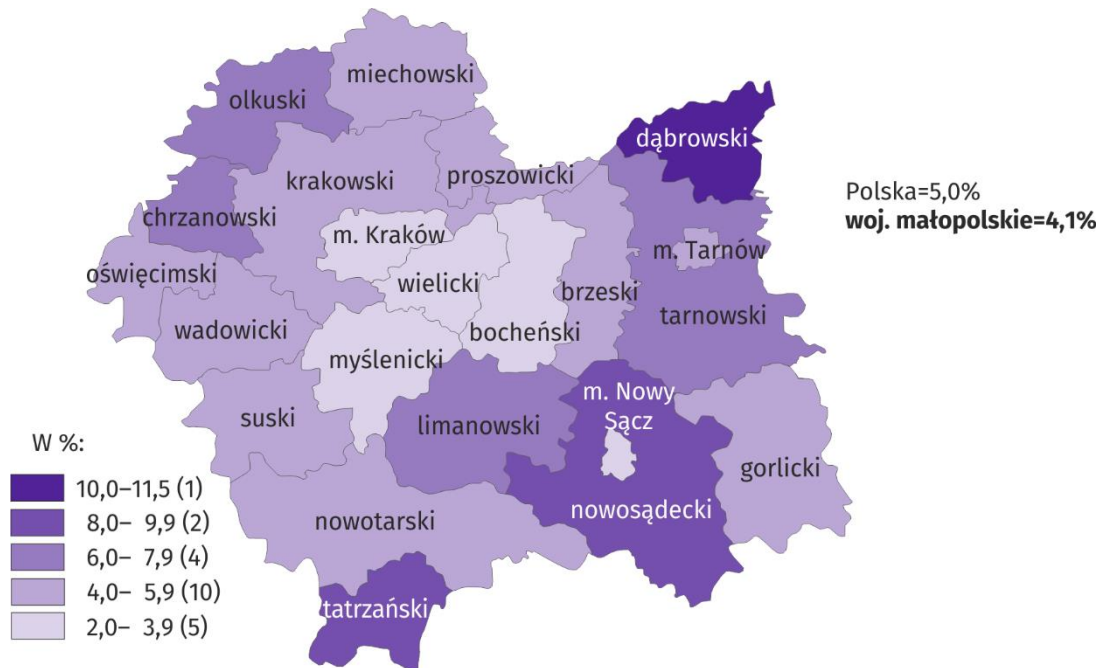 miechowski
olkuski
dąbrowski
krakowski
proszowicki
Polska=5,0%
woj. małopolskie=4,1%
chrzanowski
m. Kraków
m. Tarnów
oświęcimski
wielicki
brzeski
tarnowski
wadowicki
bocheński
myślenicki
m. Nowy
Sącz
suski
limanowski
W %:
gorlicki
10,0–11,5 (1)
8,0– 9,9 (2)
nowotarski
nowosądecki
6,0– 7,9 (4)
4,0– 5,9 (10)
tatrzański
2,0– 3,9 (5)